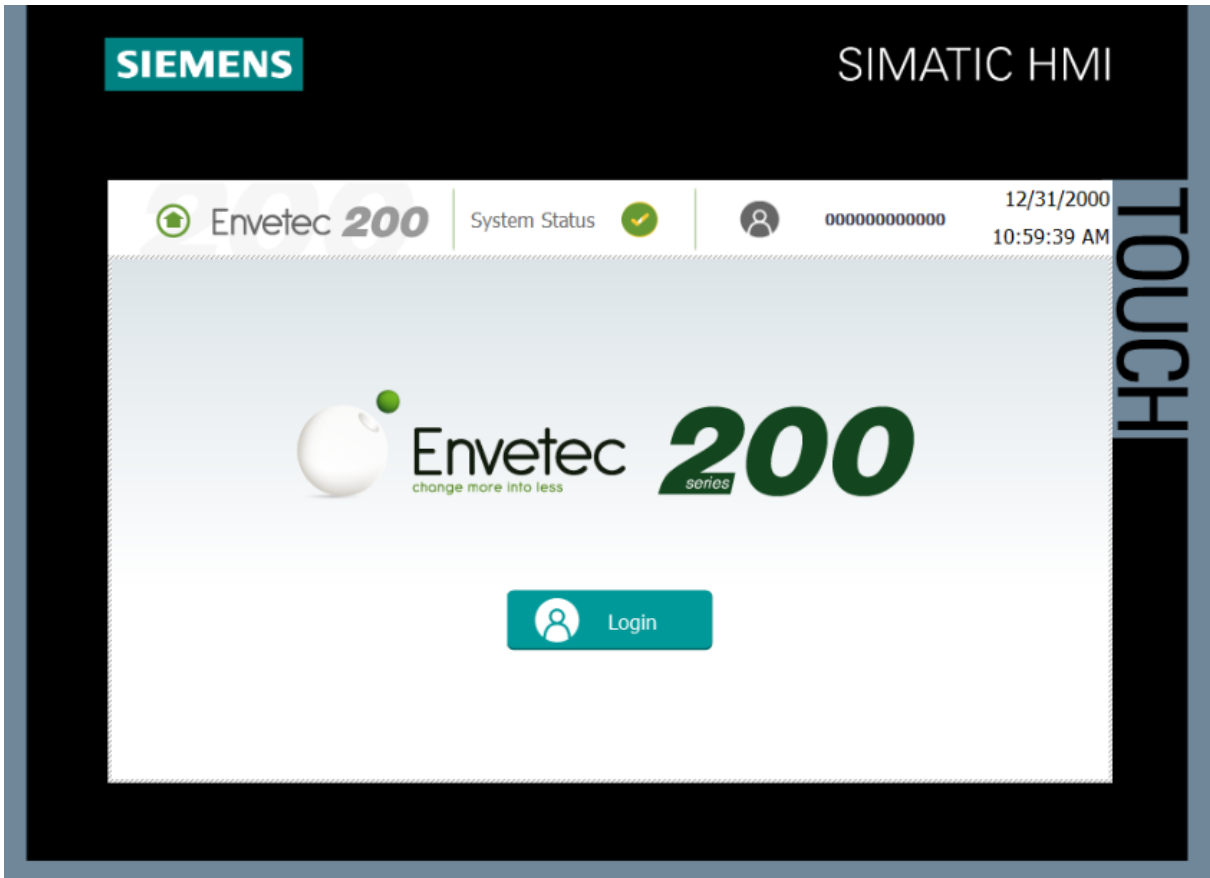 SIEMENS
SIMATIC HMI
TOUCH
200
Envetec 200
System Status
000000000000
12/31/2000
10:59:39 AM
Envetec
change more into less
200
series
Login